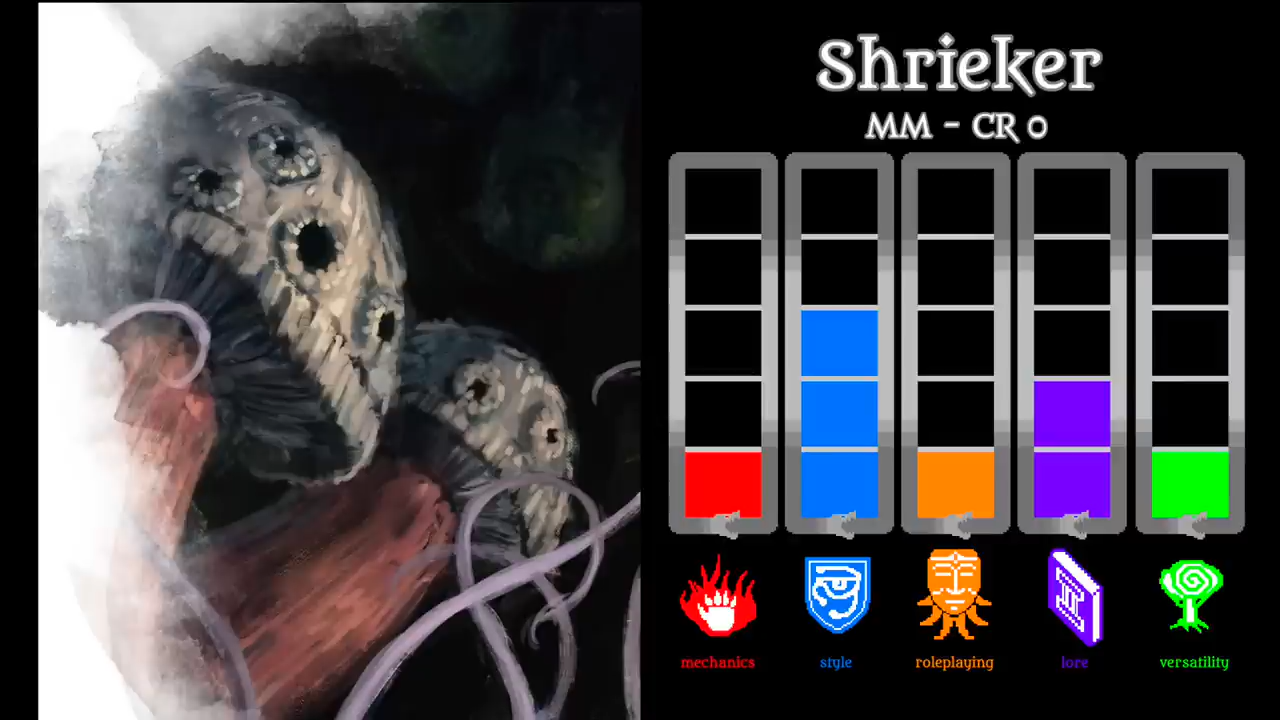 Shrieker
MM - CR 0
mechanics
style
roleplaying
lore
versatility